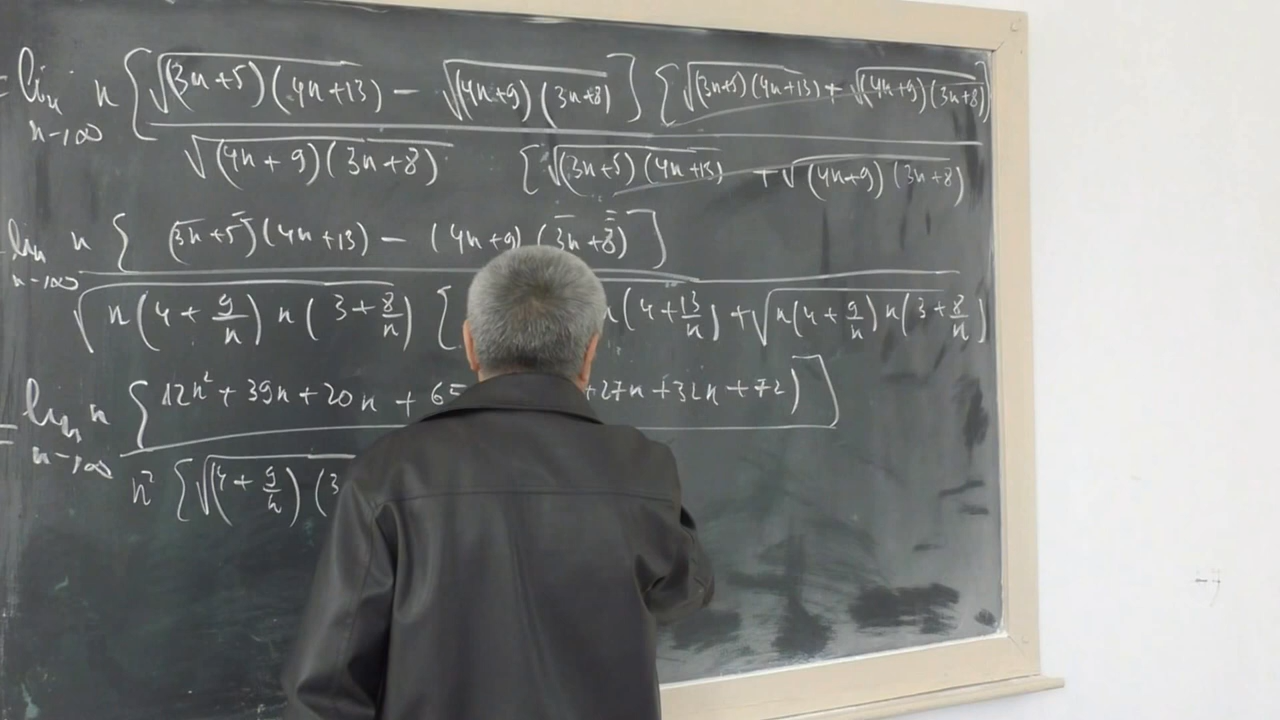 = lim n→∞ n [√(3n+5)(4n+13) − √(4n+9)(3n+8)] [√(3n+5)(4n+13) + √(4n+9)(3n+8)]
√(4n+9)(3n+8) [√(3n+5)(4n+13) + √(4n+9)(3n+8)]
lim n→∞ n [(3n+5)(4n+13) − (4n+9)(3n+8)]
√n(4+9/n)n(3+8/n) [ n(4+13/n) + √n(4+9/n)n(3+8/n)]
= lim n→∞ n [12n²+39n+20n+65 +27n+32n+72)]
n² [√(4+9/n)(3